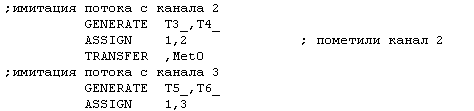 ;имитация потока с канала 2
GENERATE T3_,T4_
ASSIGN 1,2 ; пометили канал 2
TRANSFER ,MetO
;имитация потока с канала 3
GENERATE T5_,T6_
ASSIGN 1,3